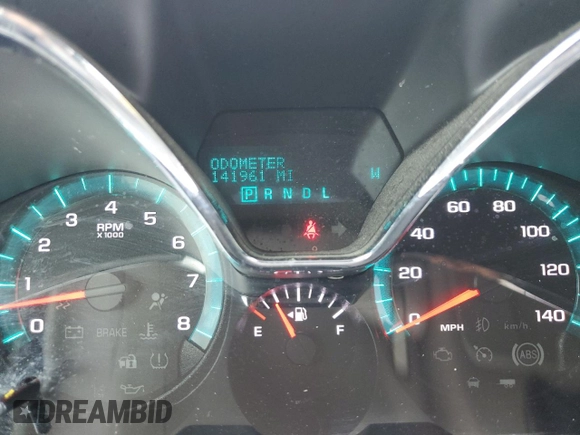 ODOMETER
141961 MI
W
P R N D L
0
1
2
3
4
5
6
7
8
RPM
X 1000
BRAKE
E
F
0
20
40
60
80
100
120
140
MPH
km/h
ABS
DREAMBID